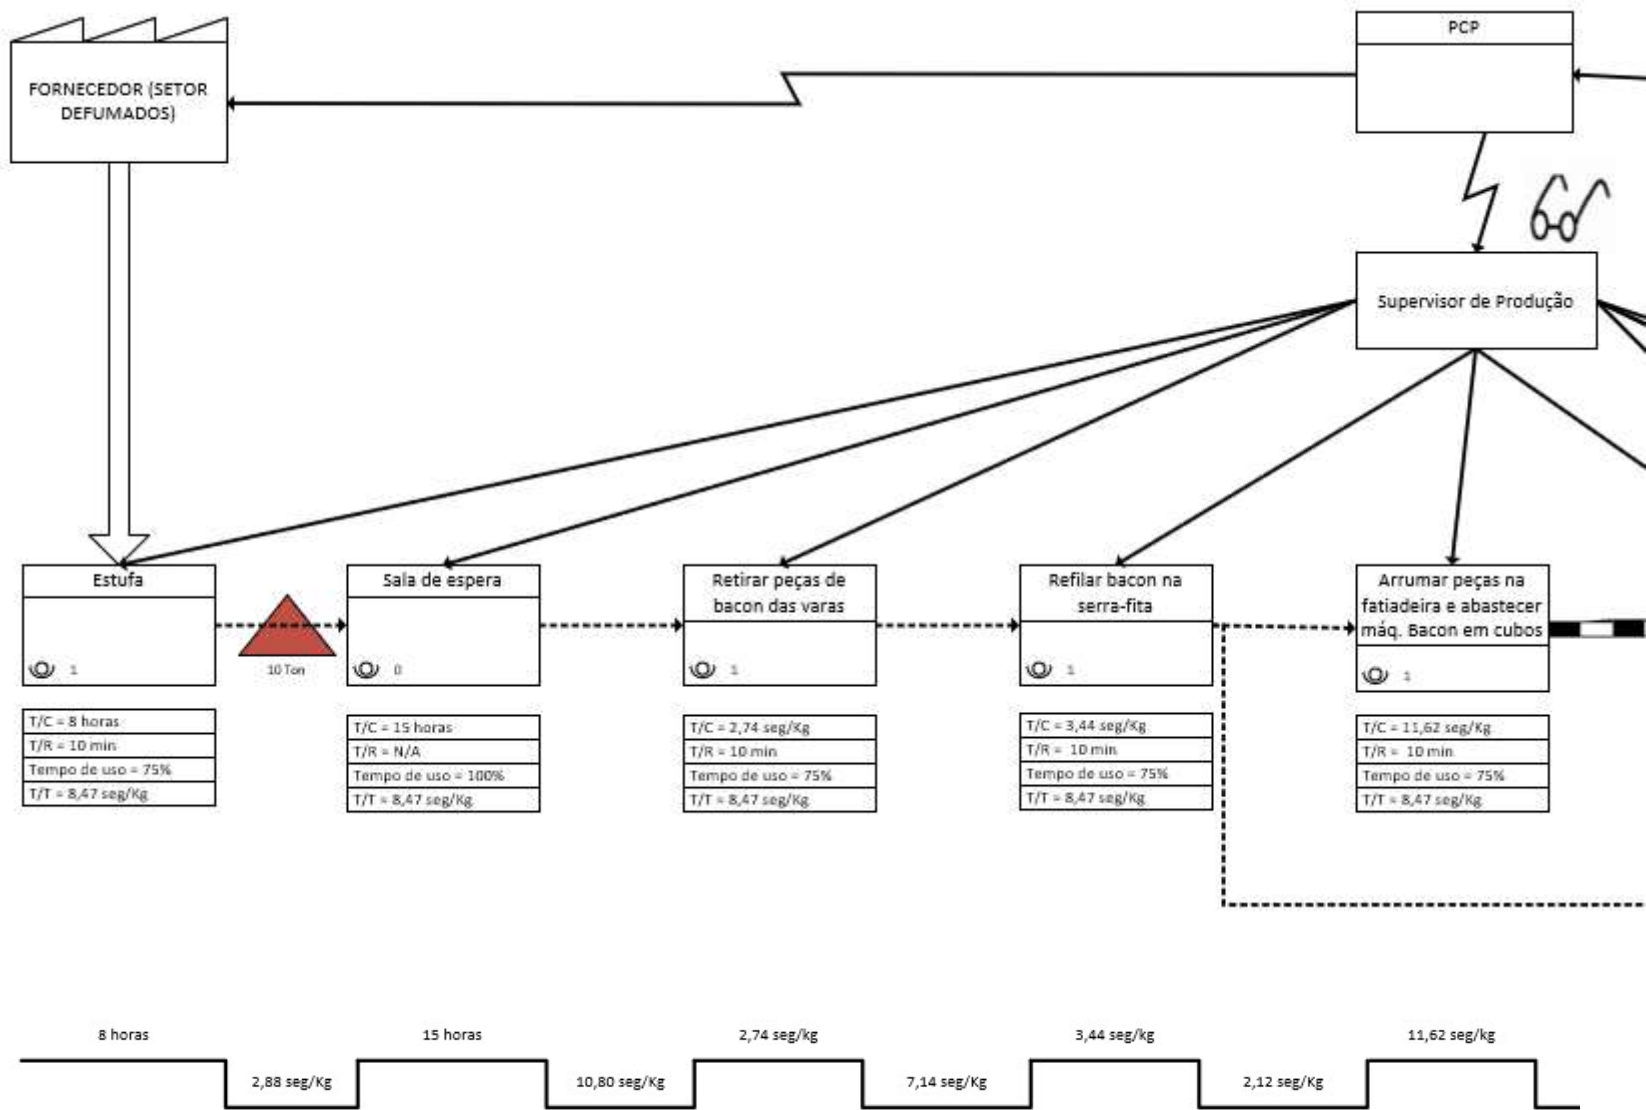 FORNECEDOR (SETOR
DEFUMADOS)
PCP
Supervisor de Produção
Estufa
1
10 Ton
Sala de espera
0
Retirar peças de
bacon das varas
1
Refilar bacon na
serra-fita
1
Arrumar peças na
fatiadeira e abastecer
máq. Bacon em cubos
1
T/C = 8 horas
T/R = 10 min
Tempo de uso = 75%
T/T = 8,47 seg/Kg
T/C = 15 horas
T/R = N/A
Tempo de uso = 100%
T/T = 8,47 seg/Kg
T/C = 2,74 seg/Kg
T/R = 10 min
Tempo de uso = 75%
T/T = 8,47 seg/Kg
T/C = 3,44 seg/Kg
T/R = 10 min
Tempo de uso = 75%
T/T = 8,47 seg/Kg
T/C = 11,62 seg/Kg
T/R = 10 min
Tempo de uso = 75%
T/T = 8,47 seg/Kg
8 horas
2,88 seg/Kg
15 horas
10,80 seg/Kg
2,74 seg/kg
7,14 seg/Kg
3,44 seg/kg
2,12 seg/Kg
11,62 seg/kg